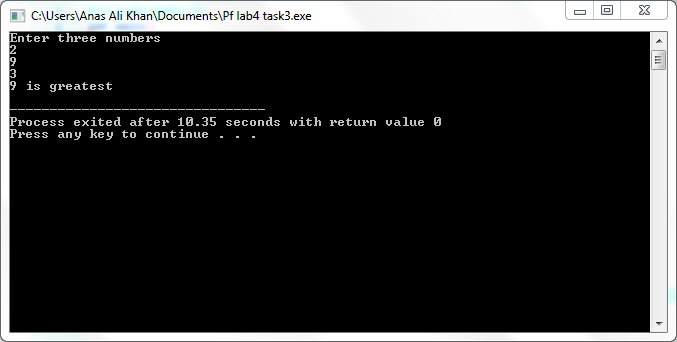 C:\Users\Anas Ali Khan\Documents\Pf lab4 task3.exe
Enter three numbers
2
9
3
9 is greatest
--------------------------------
Process exited after 10.35 seconds with return value 0
Press any key to continue . . .